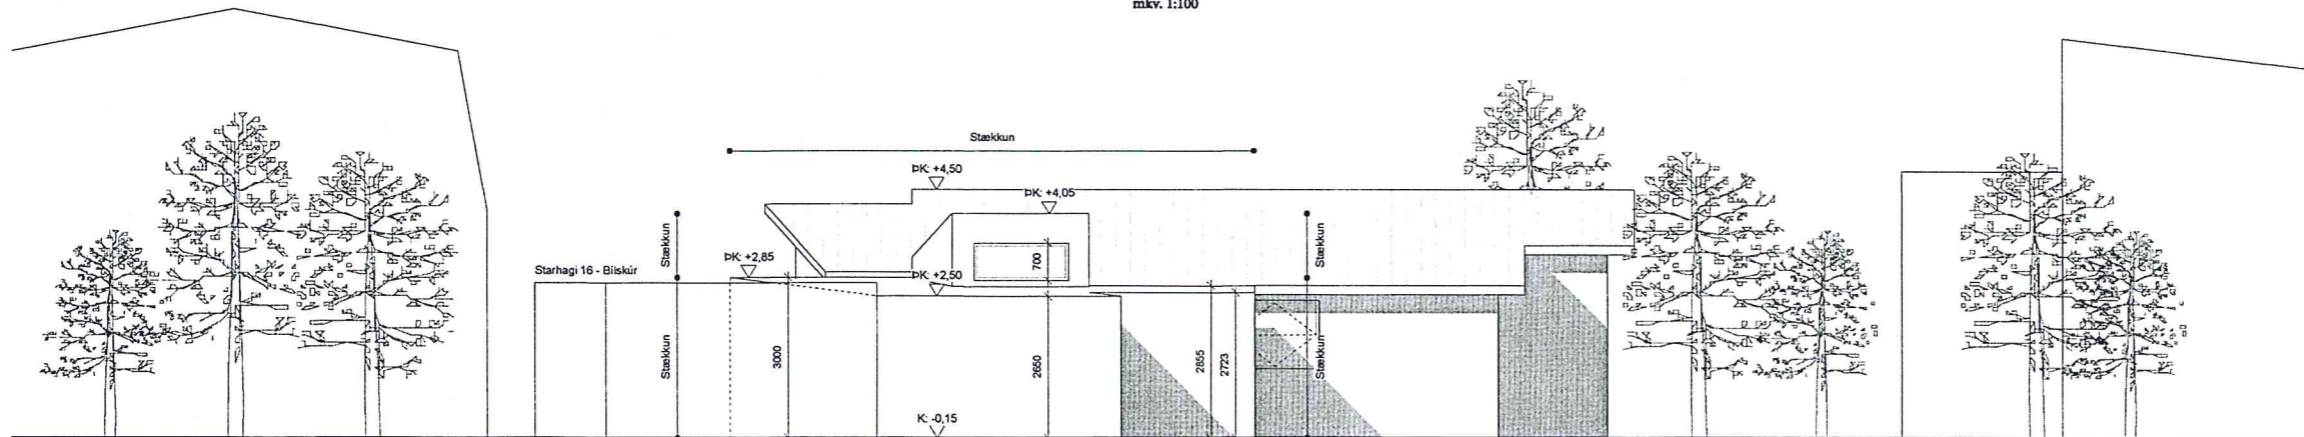 mkv. 1:100
Stækkun
ÞK: +4,50
ÞK: +4,05
Stækkun
Stækkun
ÞK: +2,85
700
Starhagi 16 - Bílskúr
ÞK: +2,50
Stækkun
3000
2650
2855
2723
Stækkun
K: -0,15